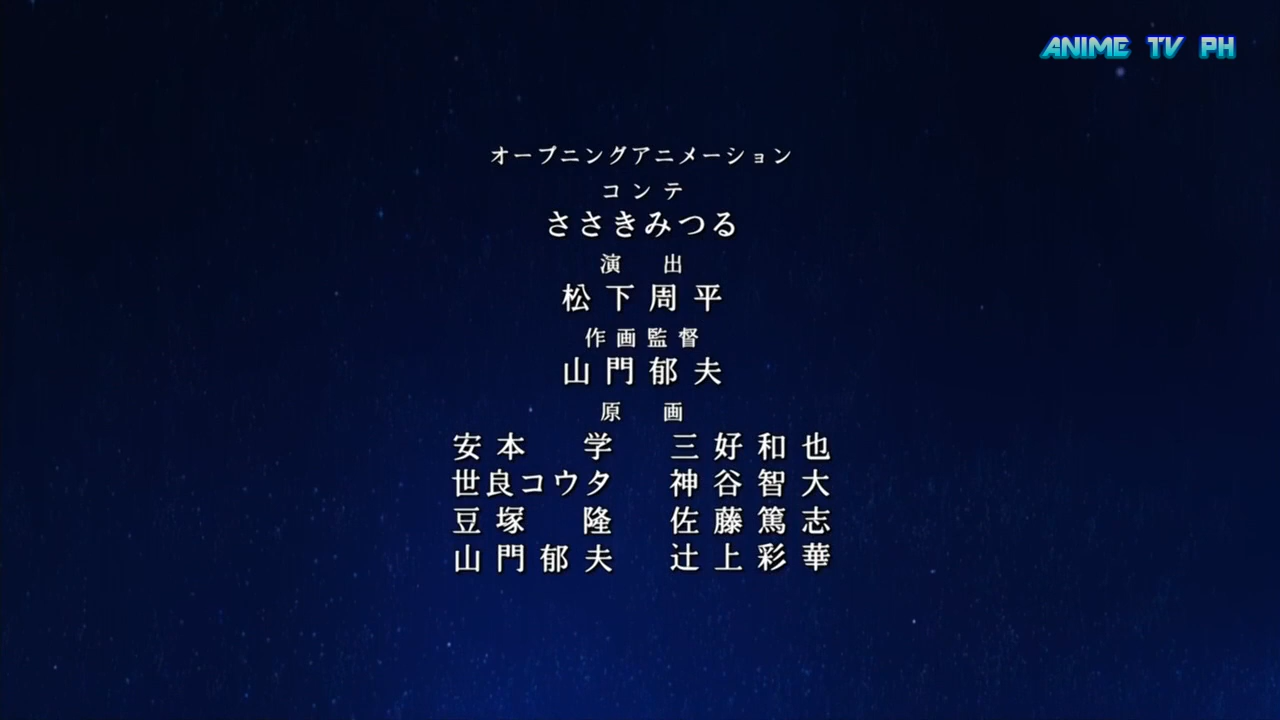 ANIME TV PH
オープニングアニメーション
コンテ
ささきみつる
演出
松下周平
作画監督
山門郁夫
原画
安本学 三好和也
世良コウタ 神谷智大
豆塚隆 佐藤篤志
山門郁夫 辻上彩華